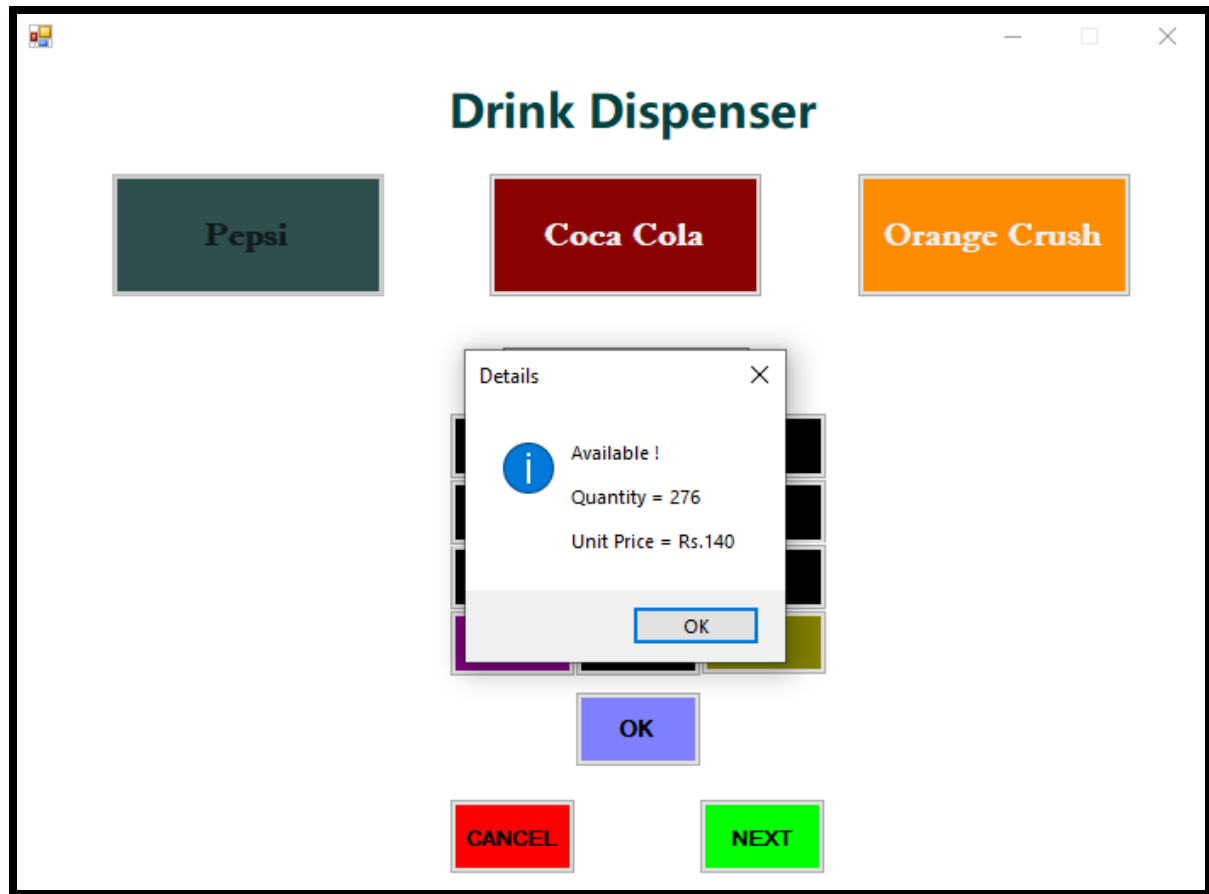 Drink Dispenser
Pepsi
Coca Cola
Orange Crush
Details
Available !
Quantity = 276
Unit Price = Rs.140
OK
OK
CANCEL
NEXT